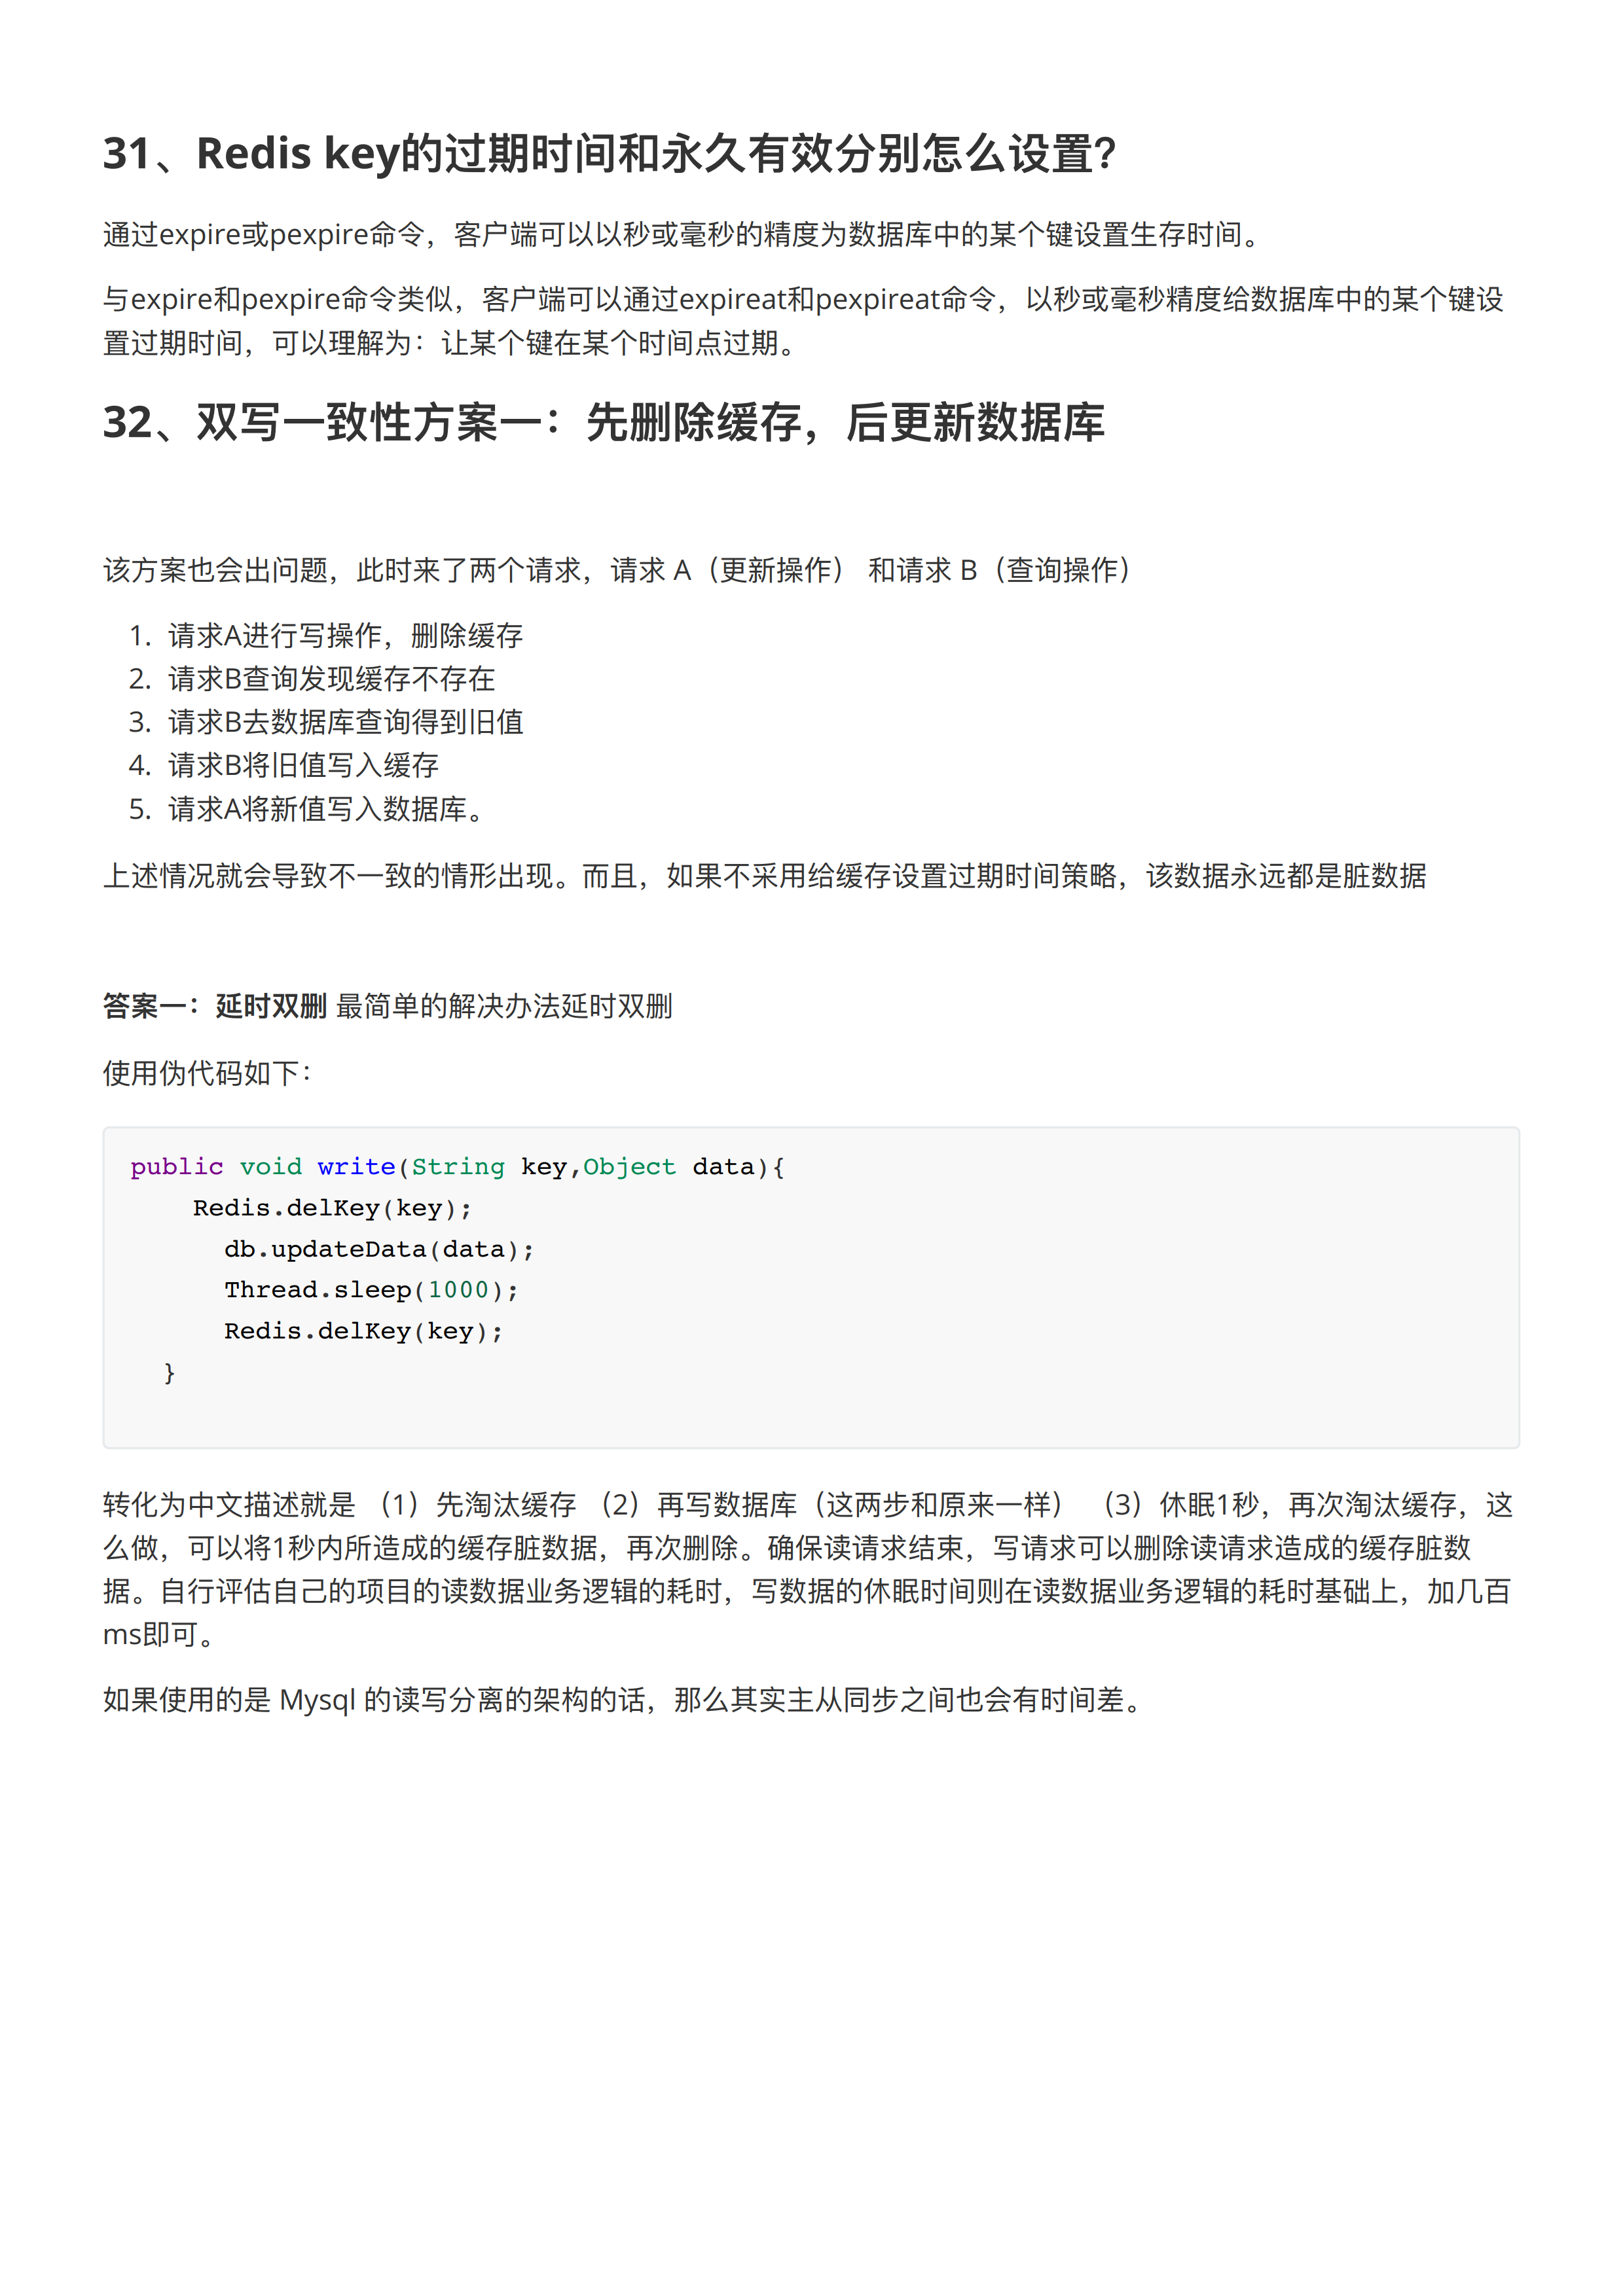 31、Redis key的过期时间和永久有效分别怎么设置？
通过expire或pexpire命令，客户端可以以秒或毫秒的精度为数据库中的某个键设置生存时间。
与expire和pexpire命令类似，客户端可以通过expireat和pexpireat命令，以秒或毫秒精度给数据库中的某个键设
置过期时间，可以理解为：让某个键在某个时间点过期。
32、双写一致性方案一：先删除缓存，后更新数据库
该方案也会出问题，此时来了两个请求，请求 A（更新操作） 和请求 B（查询操作）
1. 请求A进行写操作，删除缓存
2. 请求B查询发现缓存不存在
3. 请求B去数据库查询得到旧值
4. 请求B将旧值写入缓存
5. 请求A将新值写入数据库。
上述情况就会导致不一致的情形出现。而且，如果不采用给缓存设置过期时间策略，该数据永远都是脏数据
答案一：延时双删 最简单的解决办法延时双删
使用伪代码如下：
public void write(String key,Object data){
    Redis.delKey(key);
      db.updateData(data);
      Thread.sleep(1000);
      Redis.delKey(key);
  }
转化为中文描述就是 （1）先淘汰缓存 （2）再写数据库（这两步和原来一样） （3）休眠1秒，再次淘汰缓存，这
么做，可以将1秒内所造成的缓存脏数据，再次删除。确保读请求结束，写请求可以删除读请求造成的缓存脏数
据。自行评估自己的项目的读数据业务逻辑的耗时，写数据的休眠时间则在读数据业务逻辑的耗时基础上，加几百
ms即可。
如果使用的是 Mysql 的读写分离的架构的话，那么其实主从同步之间也会有时间差。